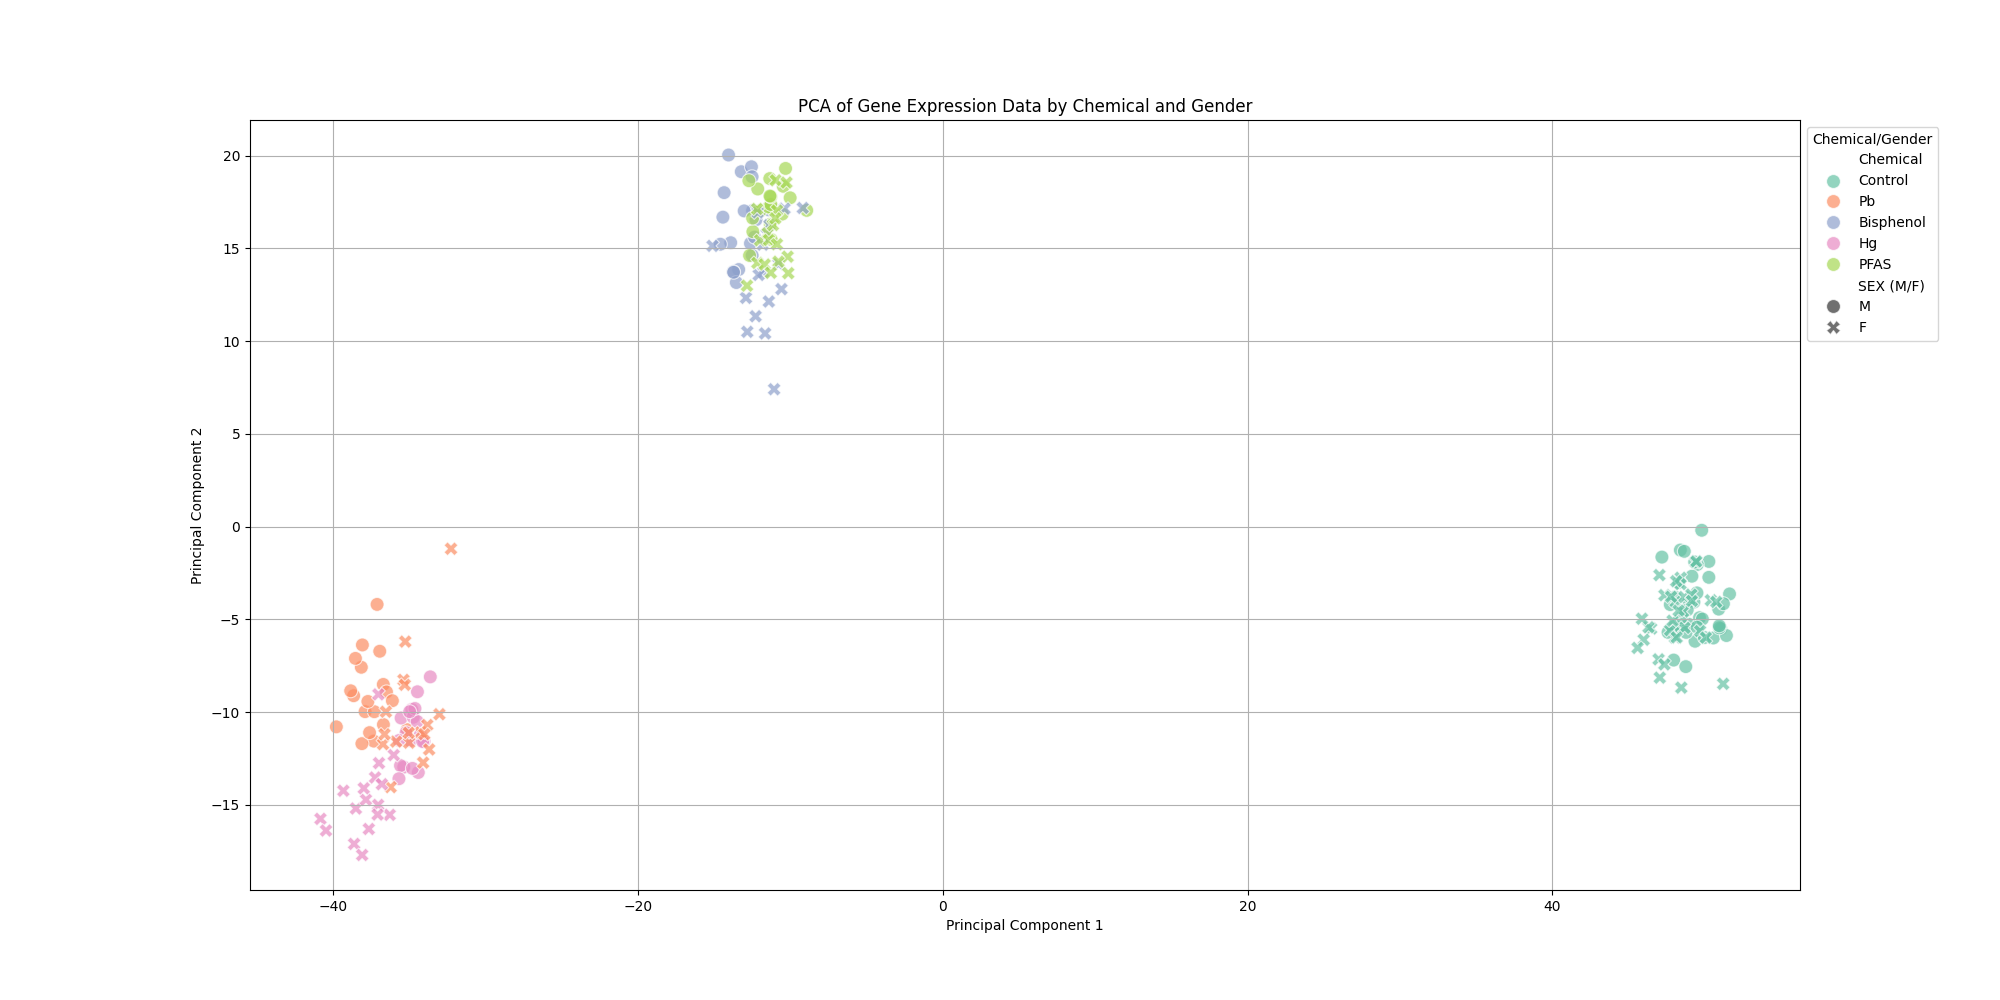 PCA of Gene Expression Data by Chemical and Gender
Chemical/Gender
Chemical
Control
Pb
Bisphenol
Hg
PFAS
SEX (M/F)
M
F
Principal Component 2
20
15
10
5
0
−5
−10
−15
−40
−20
0
20
40
Principal Component 1